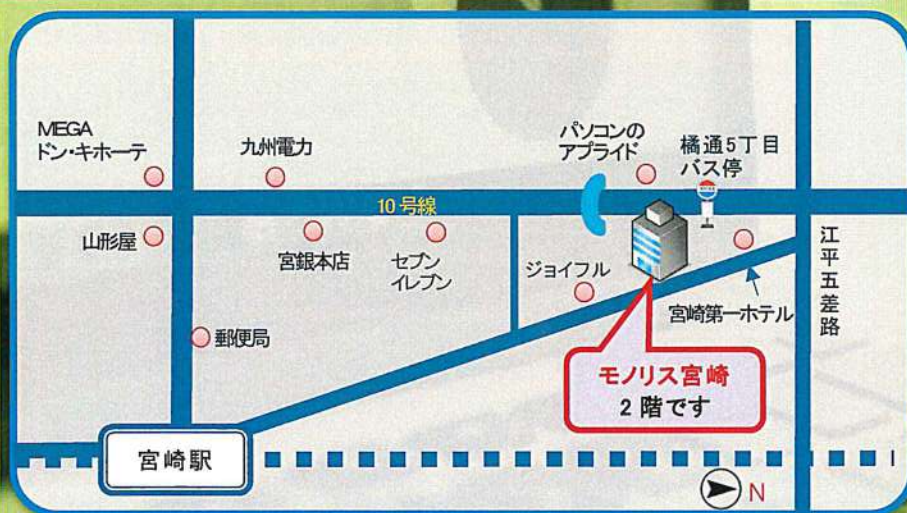 MEGA
ドン・キホーテ
九州電力
パソコンの
アプライド
橘通5丁目
バス停
10号線
山形屋
宮銀本店
セブン
イレブン
ジョイフル
宮崎第一ホテル
江平五差路
郵便局
モノリス宮崎
2階です
宮崎駅
N